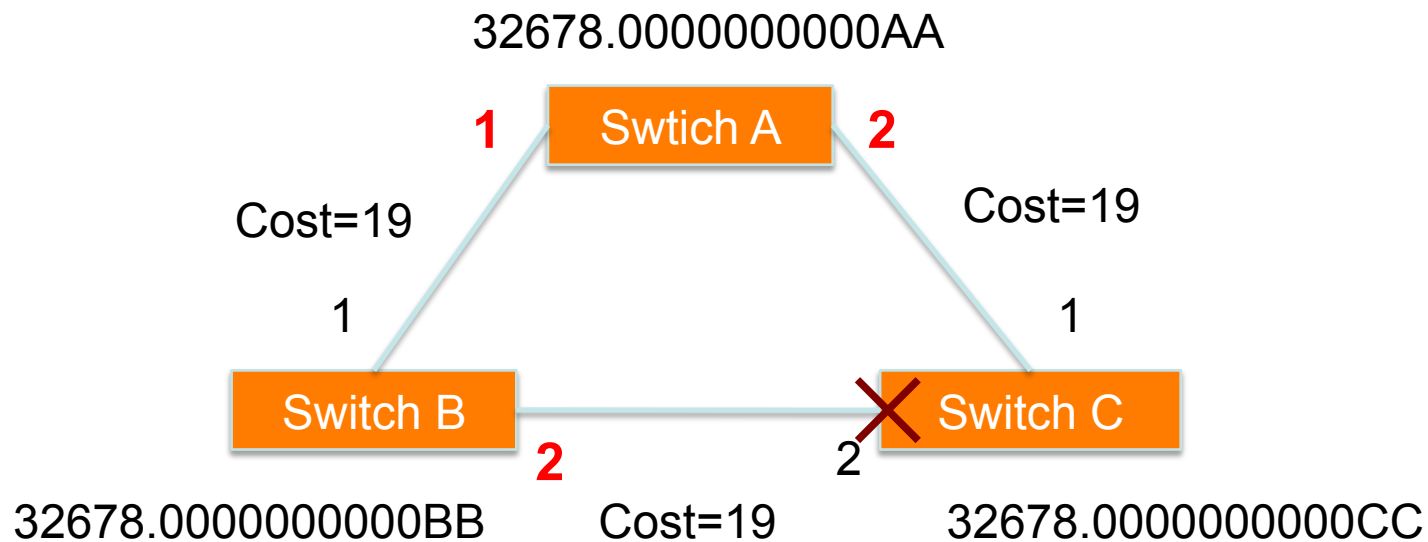 32678.0000000000AA
1
Swtich A
2
Cost=19
Cost=19
1
1
Switch B
Switch C
2
2
32678.0000000000BB
Cost=19
32678.0000000000CC